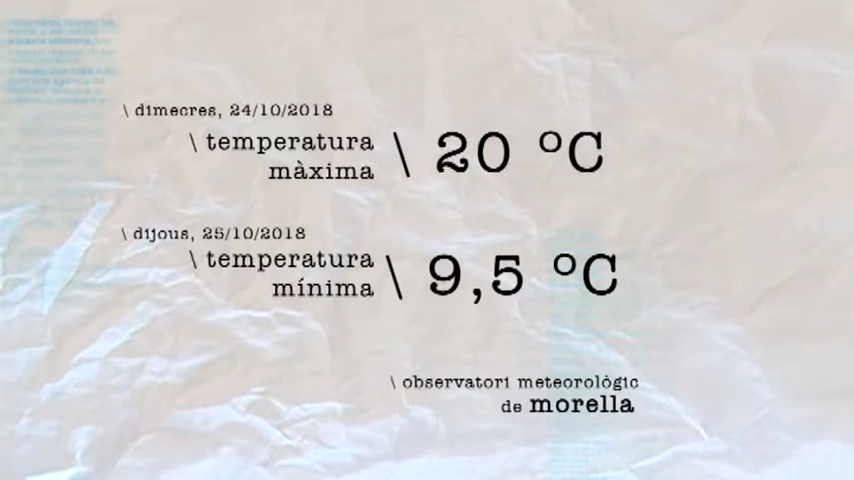 \ dimecres, 24/10/2018
\ temperatura
màxima \ 20 ºC
\ dijous, 25/10/2018
\ temperatura
mínima \ 9,5 ºC
\ observatori meteorològic
de morella